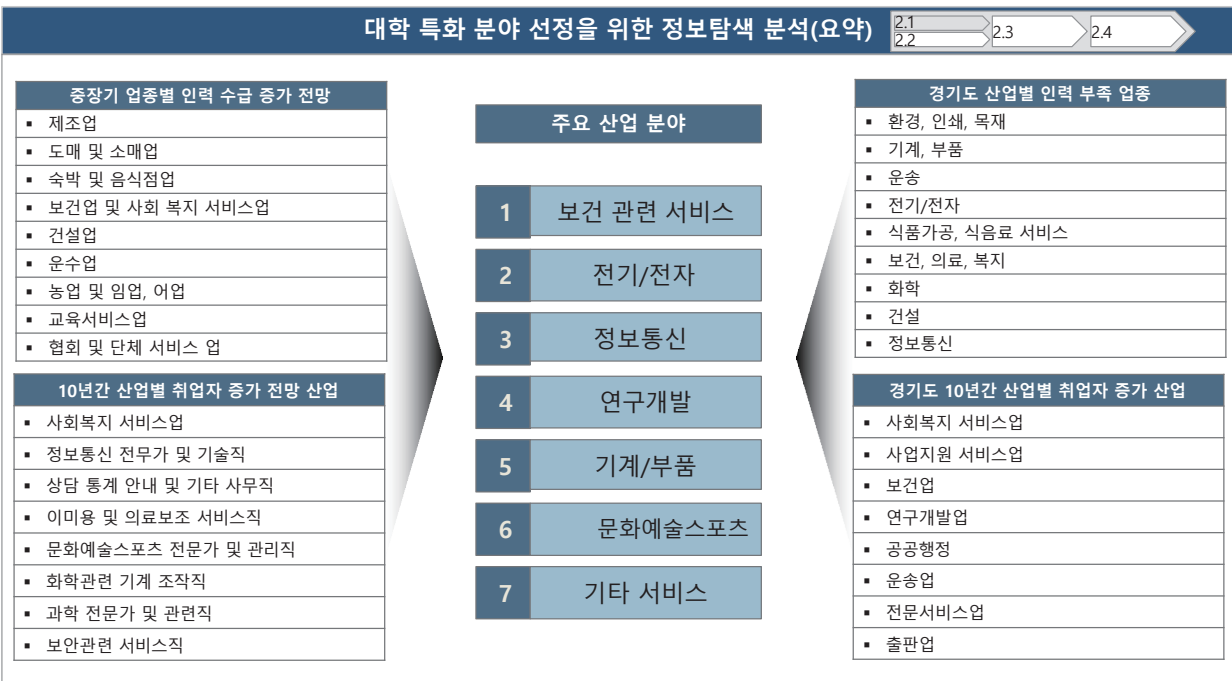 대학 특화 분야 선정을 위한 정보탐색 분석(요약)
2.1
2.2
2.3
2.4
중장기 업종별 인력 수급 증가 전망
▪ 제조업
▪ 도매 및 소매업
▪ 숙박 및 음식점업
▪ 보건업 및 사회 복지 서비스업
▪ 건설업
▪ 운수업
▪ 농업 및 임업, 어업
▪ 교육서비스업
▪ 협회 및 단체 서비스 업
10년간 산업별 취업자 증가 전망 산업
▪ 사회복지 서비스업
▪ 정보통신 전무가 및 기술직
▪ 상담 통계 안내 및 기타 사무직
▪ 이미용 및 의료보조 서비스직
▪ 문화예술스포츠 전문가 및 관리직
▪ 화학관련 기계 조작직
▪ 과학 전문가 및 관련직
▪ 보안관련 서비스직
주요 산업 분야
1 보건 관련 서비스
2 전기/전자
3 정보통신
4 연구개발
5 기계/부품
6 문화예술스포츠
7 기타 서비스
경기도 산업별 인력 부족 업종
▪ 환경, 인쇄, 목재
▪ 기계, 부품
▪ 운송
▪ 전기/전자
▪ 식품가공, 식음료 서비스
▪ 보건, 의료, 복지
▪ 화학
▪ 건설
▪ 정보통신
경기도 10년간 산업별 취업자 증가 산업
▪ 사회복지 서비스업
▪ 사업지원 서비스업
▪ 보건업
▪ 연구개발업
▪ 공공행정
▪ 운송업
▪ 전문서비스업
▪ 출판업